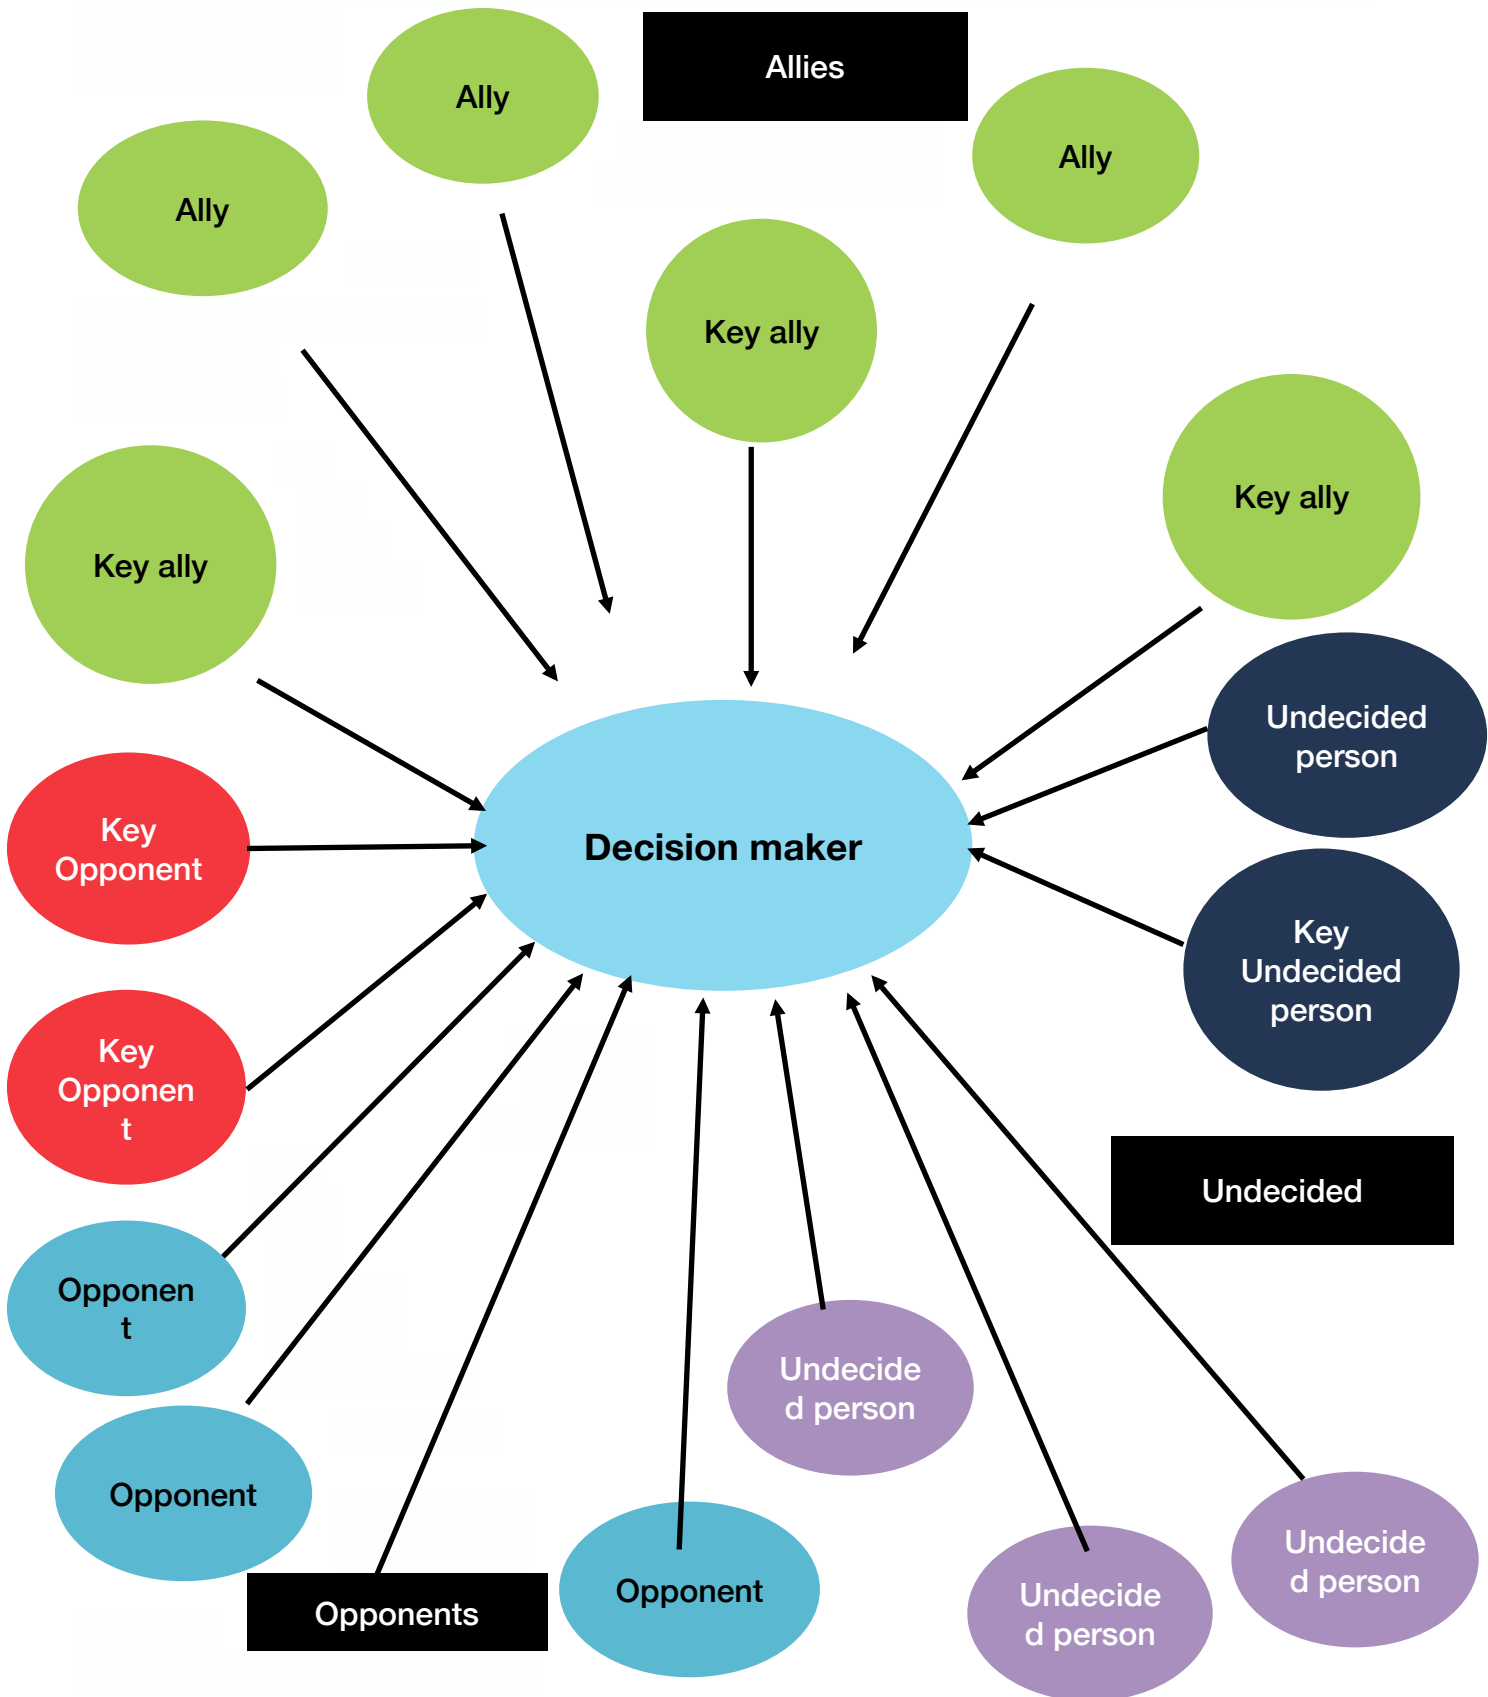 Allies
Ally
Ally
Ally
Key ally
Key ally
Key ally
Undecided
person
Key
Opponent
Decision maker
Key
Undecided
person
Key
Opponen
t
Undecided
Opponen
t
Undecide
d person
Opponent
Opponents
Opponent
Undecide
d person
Undecide
d person